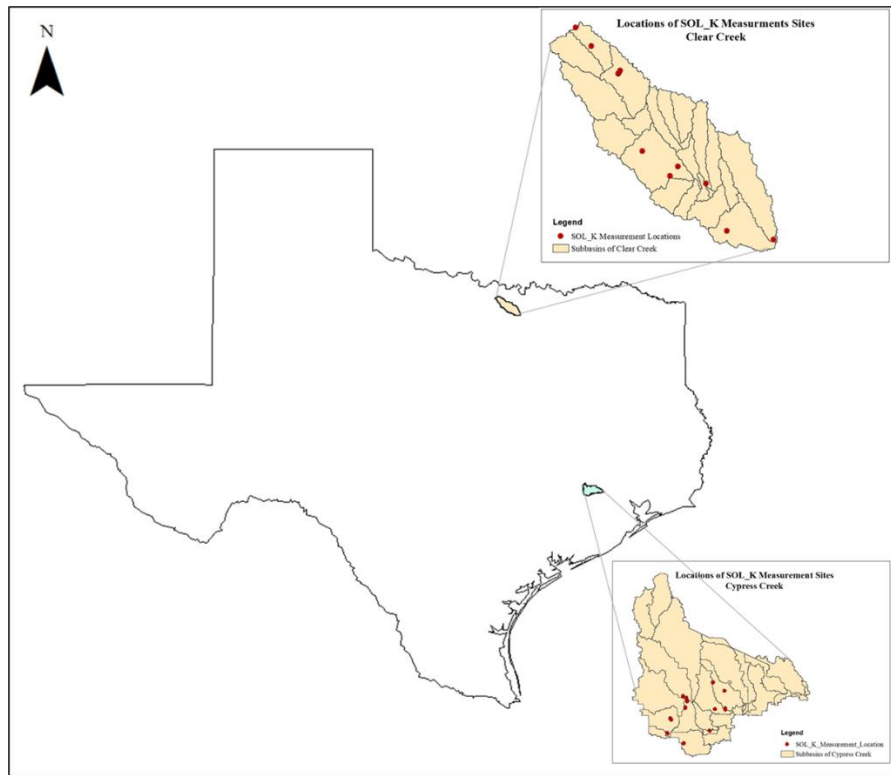 N
Locations of SOL_K Measurments Sites
Clear Creek
Legend
SOL_K Measurement Locations
Subbasins of Clear Creek
Locations of SOL_K Measurement Sites
Cypress Creek
Legend
SOL_K_Measurement_Location
Subbasins of Cypress Creek